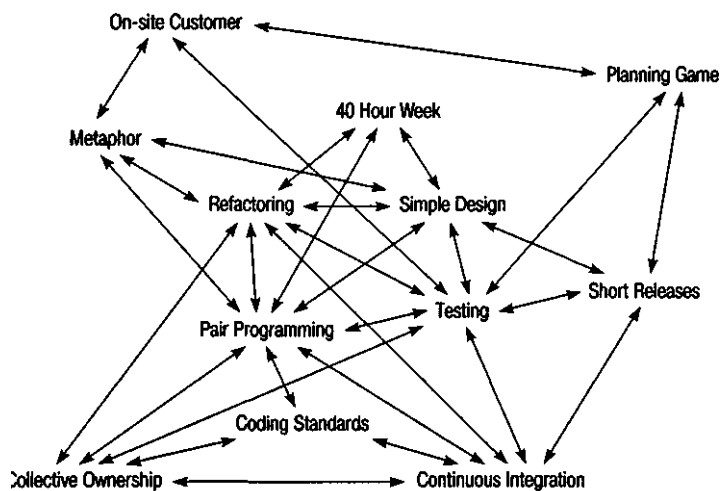 On-site Customer
Planning Game
40 Hour Week
Metaphor
Refactoring
Simple Design
Short Releases
Testing
Pair Programming
Coding Standards
Collective Ownership
Continuous Integration